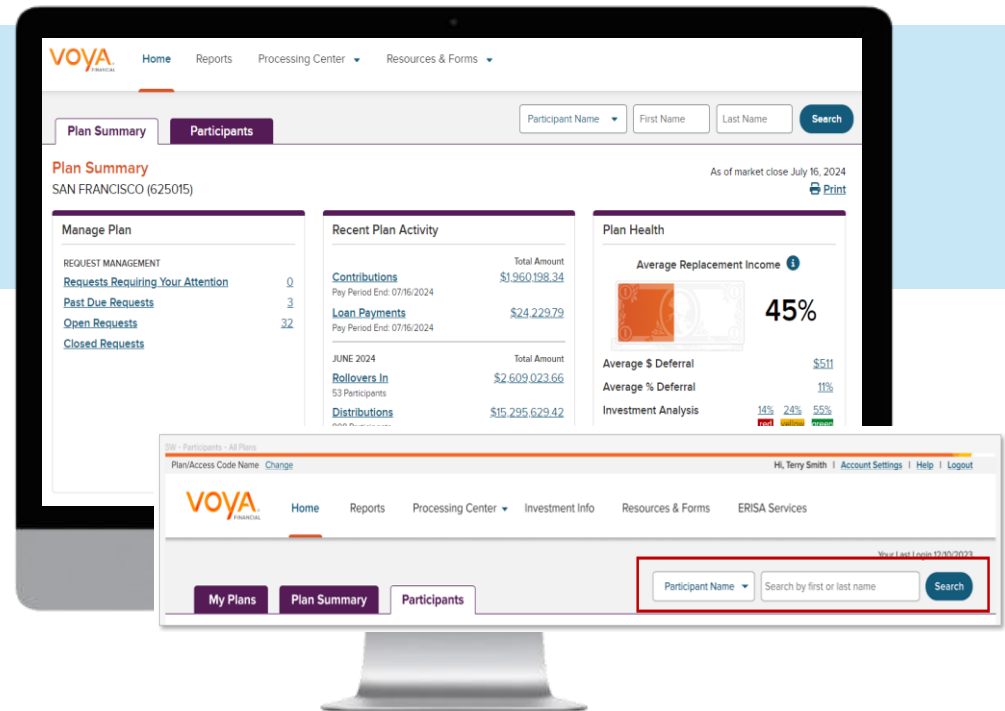 VOYA
FINANCIAL
Home Reports Processing Center Resources & Forms
Plan Summary Participants Participant Name First Name Last Name Search
Plan Summary
SAN FRANCISCO (625015)
As of market close July 16, 2024
Print
Manage Plan
REQUEST MANAGEMENT
Requests Requiring Your Attention 0
Past Due Requests 3
Open Requests 32
Closed Requests
Recent Plan Activity
Total Amount
Contributions $1,960,198.34
Pay Period End: 07/16/2024
Loan Payments $24,229.79
Pay Period End: 07/16/2024
JUNE 2024 Total Amount
Rollovers In $2,609,023.66
53 Participants
Distributions $15,295,629.42
Participants
Plan Health
Average Replacement Income
45%
Average $ Deferral $511
Average % Deferral 11%
Investment Analysis 14% 24% 55%
red yellow green
SW - Participants - All Plans
Plan/Access Code Name Change Hi, Terry Smith | Account Settings | Help | Logout
VOYA
FINANCIAL
Home Reports Processing Center Investment Info Resources & Forms ERISA Services
Your Last Login 12/10/2023
My Plans Plan Summary Participants Participant Name Search by first or last name Search